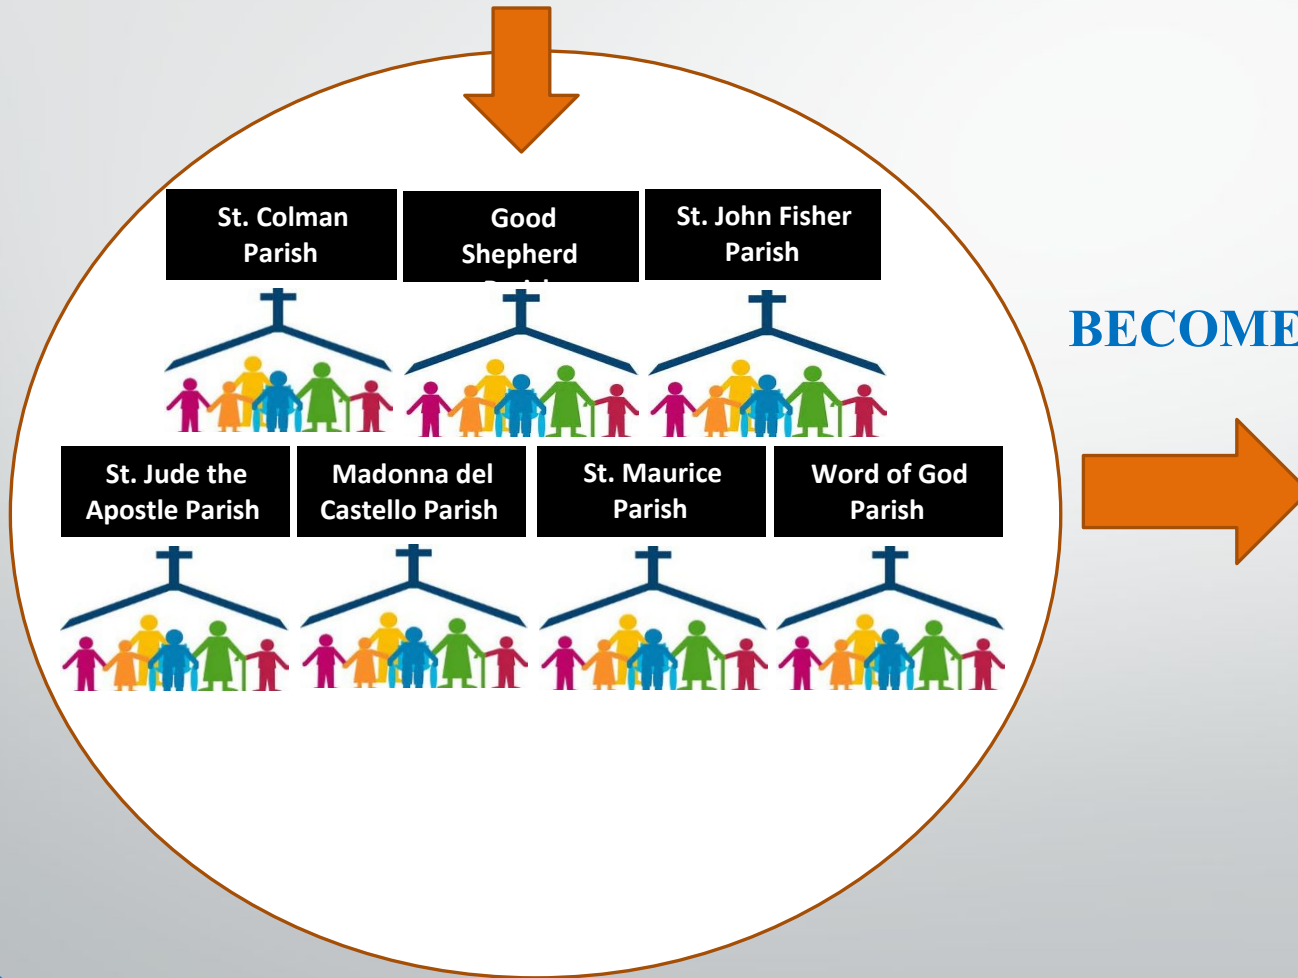 St. Colman
Parish
Good
Shepherd
St. John Fisher
Parish
BECOME
St. Jude the
Apostle Parish
Madonna del
Castello Parish
St. Maurice
Parish
Word of God
Parish